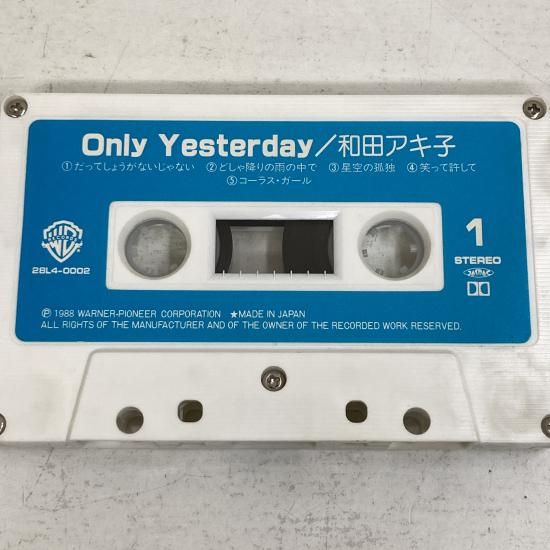 Only Yesterday/和田アキ子
①だってしょうがないじゃない ②どしゃ降りの雨の中で ③星空の孤独 ④笑って許して
⑤コーラス・ガール
28L4-0002
1
STEREO
Ⓟ 1988 WARNER-PIONEER CORPORATION ★MADE IN JAPAN
ALL RIGHTS OF THE MANUFACTURER AND OF THE OWNER OF THE RECORDED WORK RESERVED.